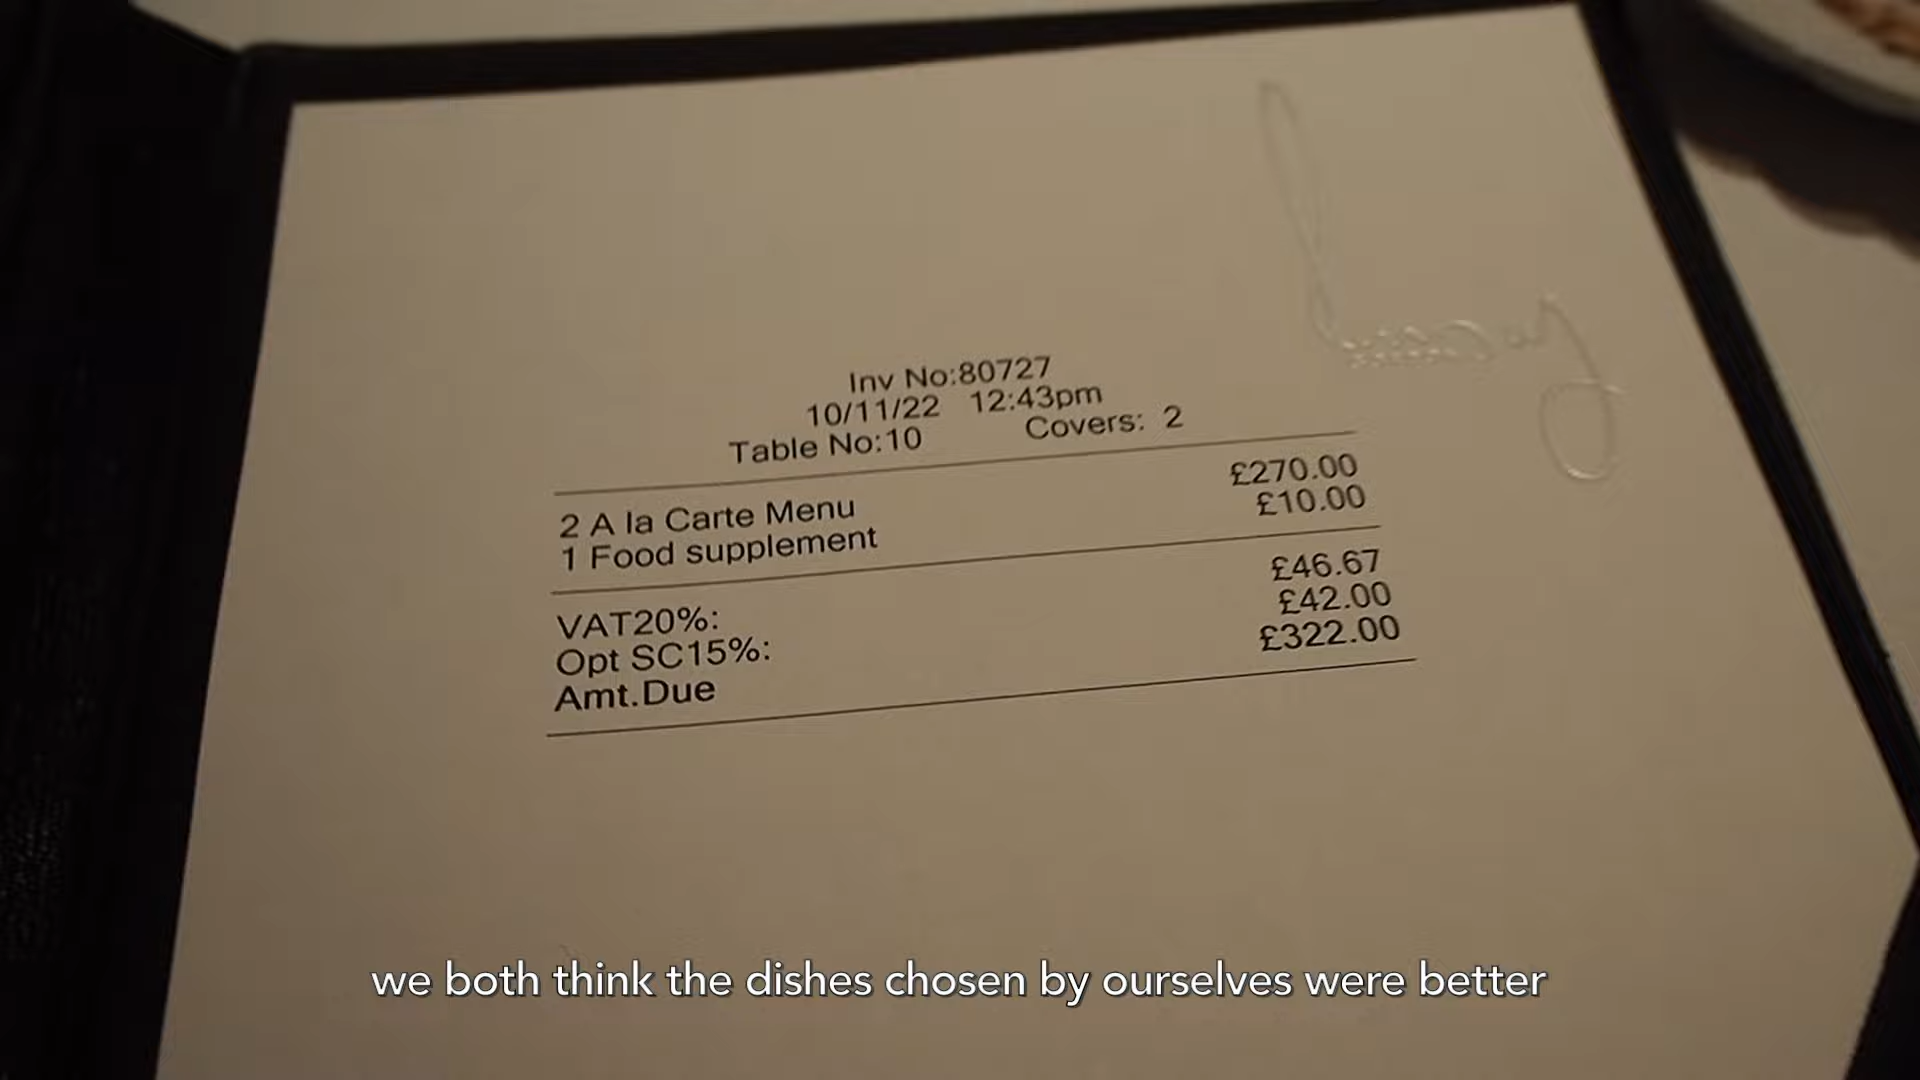 Inv No:80727
10/11/22 12:43pm
Table No:10 Covers: 2
2 A la Carte Menu £270.00
1 Food supplement £10.00
VAT20%: £46.67
Opt SC15%: £42.00
Amt.Due £322.00
we both think the dishes chosen by ourselves were better